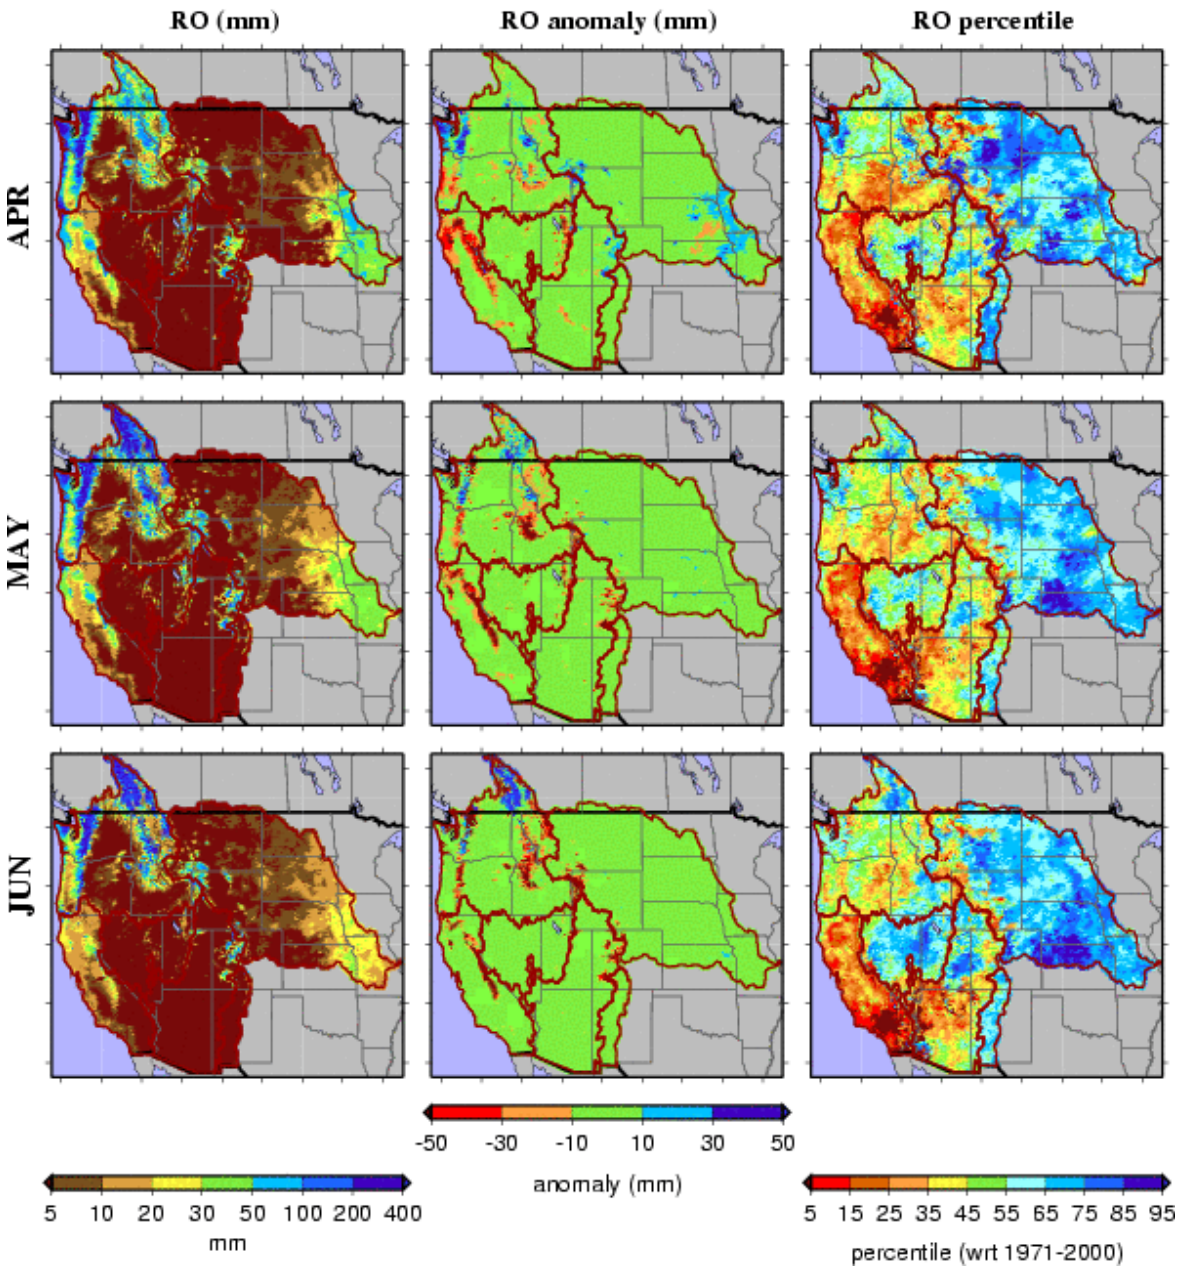 RO (mm) RO anomaly (mm) RO percentile
APR
MAY
JUN
-50 -30 -10 10 30 50
anomaly (mm)
5 10 20 30 50 100 200 400
mm
5 15 25 35 45 55 65 75 85 95
percentile (wrt 1971-2000)